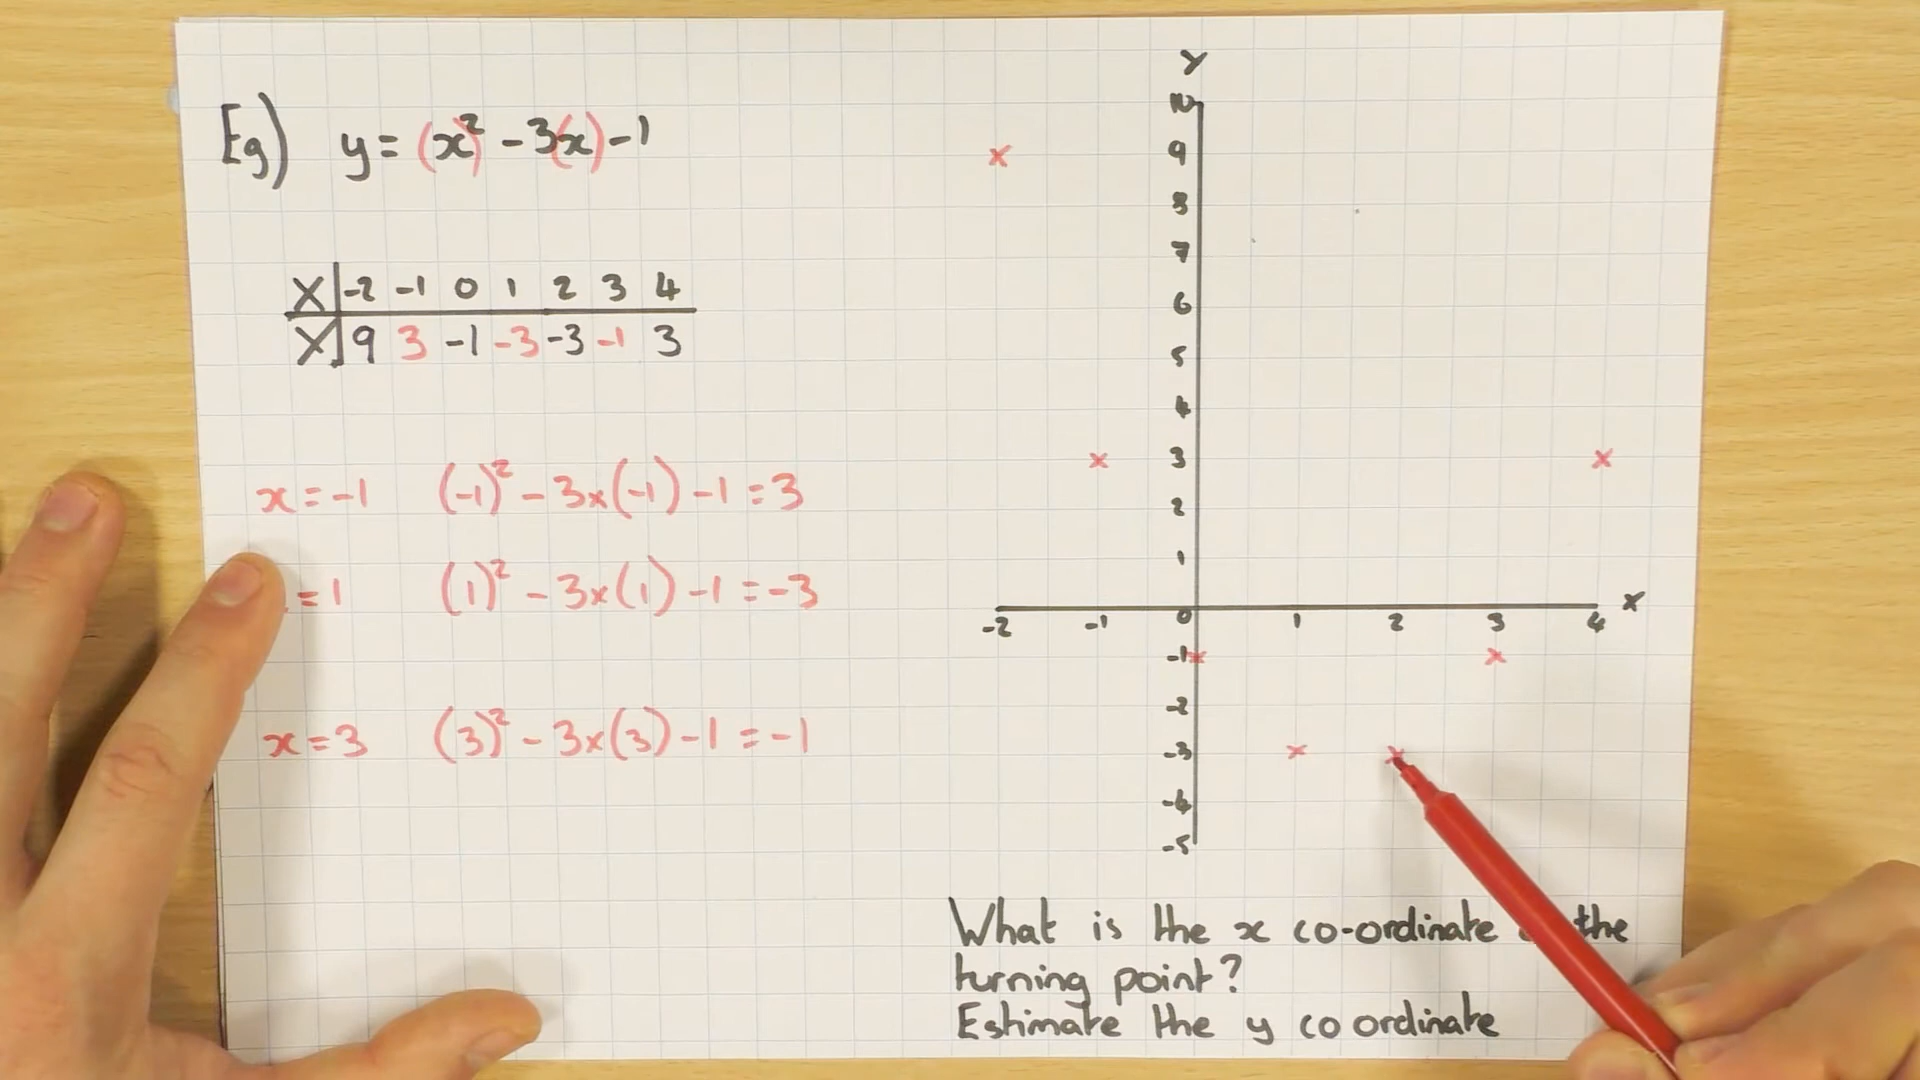 Eg) y = (x)² - 3(x) - 1
X -2 -1 0 1 2 3 4
Y 9 3 -1 -3 -3 -1 3
x = -1 (-1)² - 3x(-1) - 1 = 3
= 1 (1)² - 3x(1) - 1 = -3
x = 3 (3)² - 3x(3) - 1 = -1
y
10
9
8
7
6
5
4
3
2
1
-2 -1 0 1 2 3 4 x
-1
-2
-3
-4
-5
What is the x co-ordinate the
turning point?
Estimate the y co ordinate